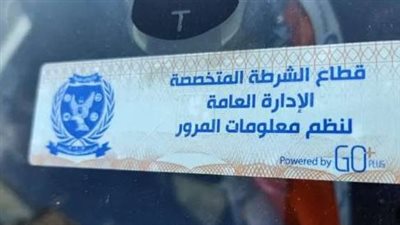 T
قطاع الشرطة المتخصصة
الإدارة العامة
لنظم معلومات المرور
Powered by GO+ PLUS